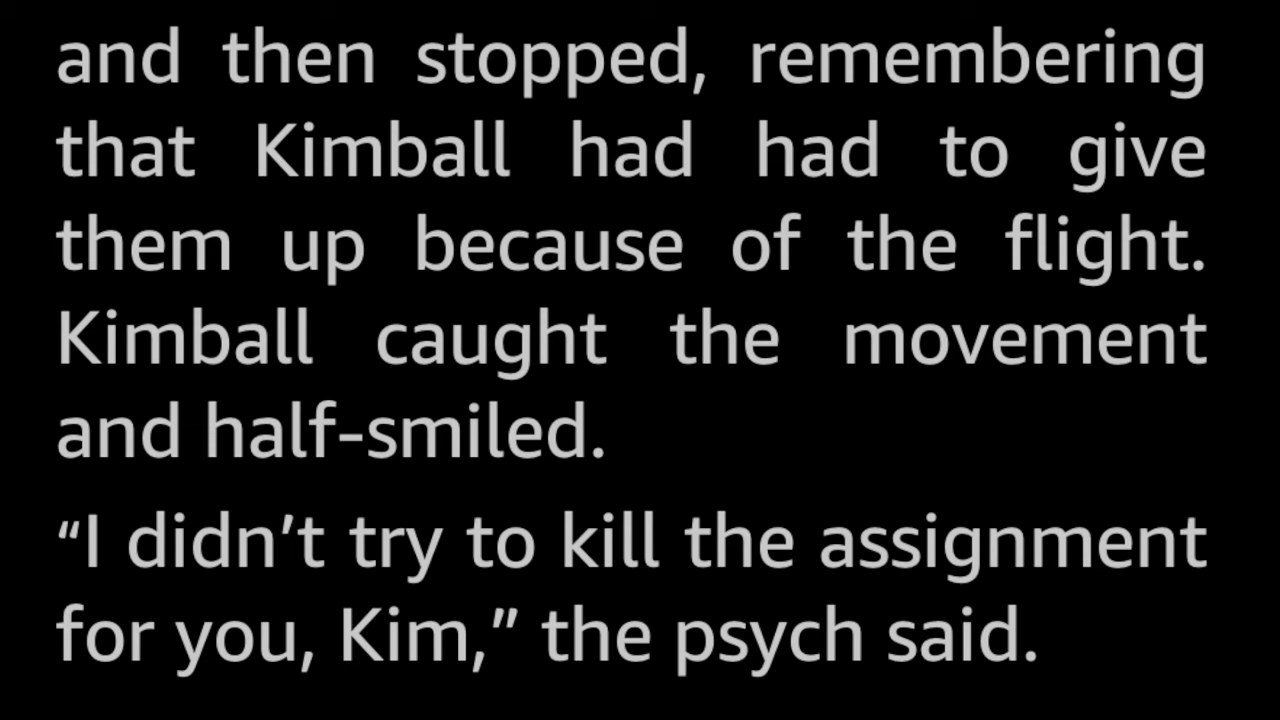 and then stopped, remembering
that Kimball had had to give
them up because of the flight.
Kimball caught the movement
and half-smiled.
“I didn’t try to kill the assignment
for you, Kim,” the psych said.